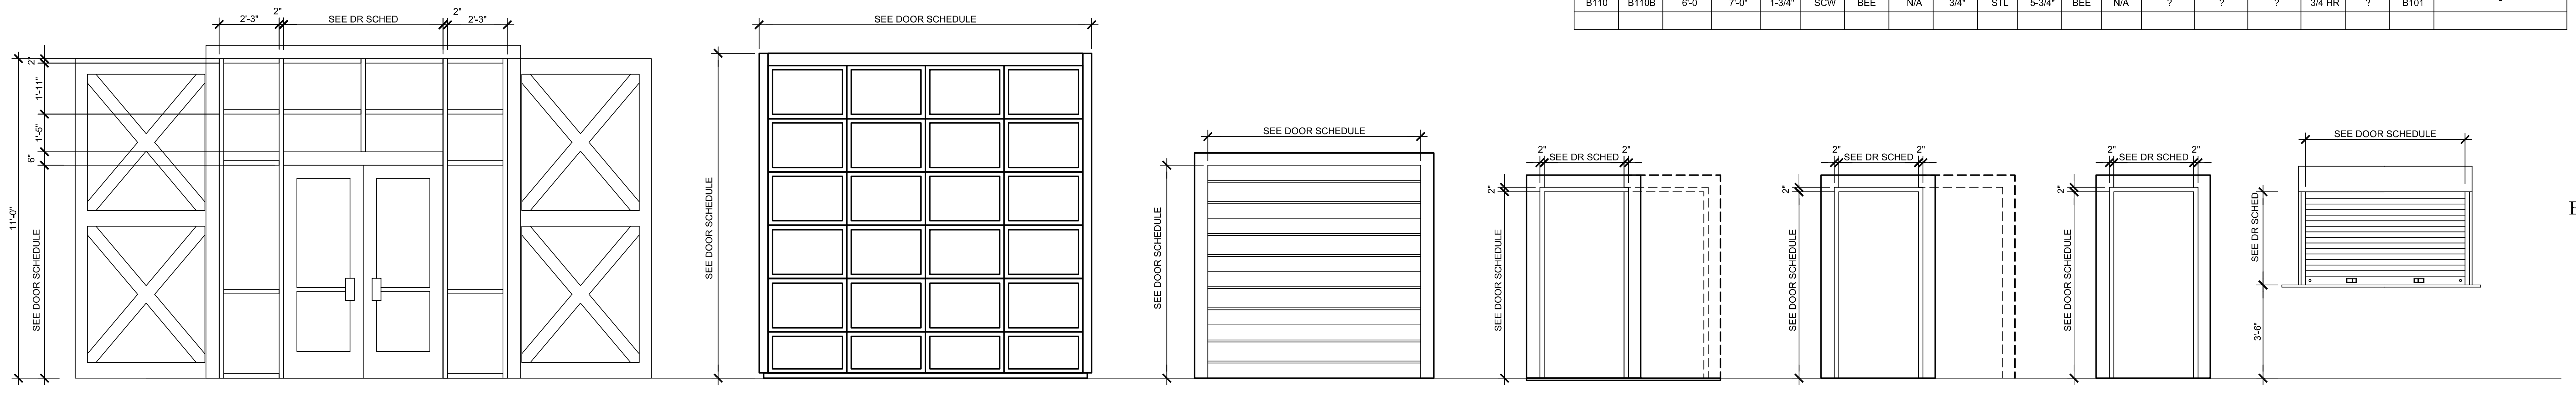 B110 B110B 6'-0 7'-0" 1-3/4" SCW BEE N/A 3/4" STL 5-3/4" BEE N/A ? ? ? 3/4 HR ? B101 -
2'-3" 2" SEE DR SCHED 2" 2'-3"
2"
1'-11"
1'-5"
6"
SEE DOOR SCHEDULE
11'-0"
SEE DOOR SCHEDULE
SEE DOOR SCHEDULE
SEE DOOR SCHEDULE
SEE DOOR SCHEDULE
2" 2"
SEE DR SCHED
2"
SEE DOOR SCHEDULE
2" 2"
SEE DR SCHED
2"
SEE DOOR SCHEDULE
2" 2"
SEE DR SCHED
2"
SEE DOOR SCHEDULE
SEE DOOR SCHEDULE
SEE DR SCHED
3'-6"